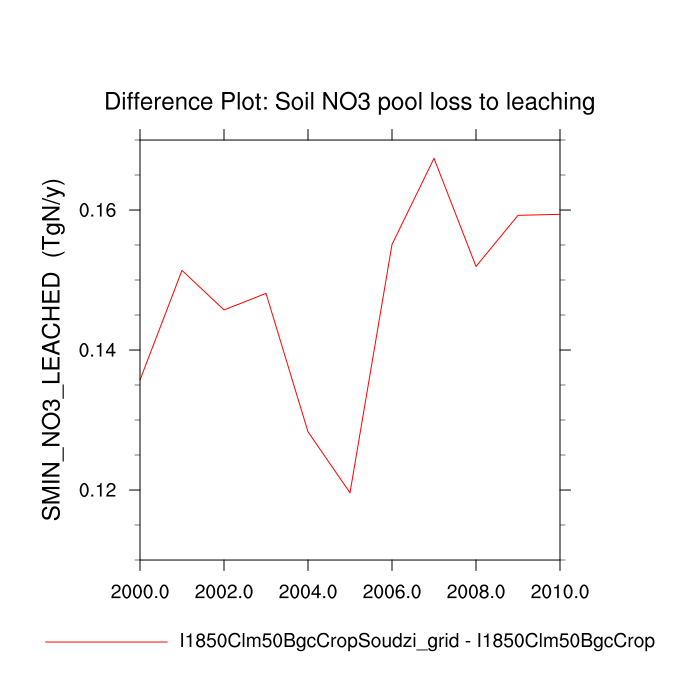 Difference Plot: Soil NO3 pool loss to leaching
SMIN_NO3_LEACHED (TgN/y)
0.16
0.14
0.12
2000.0 2002.0 2004.0 2006.0 2008.0 2010.0
I1850Clm50BgcCropSoudzi_grid - I1850Clm50BgcCrop